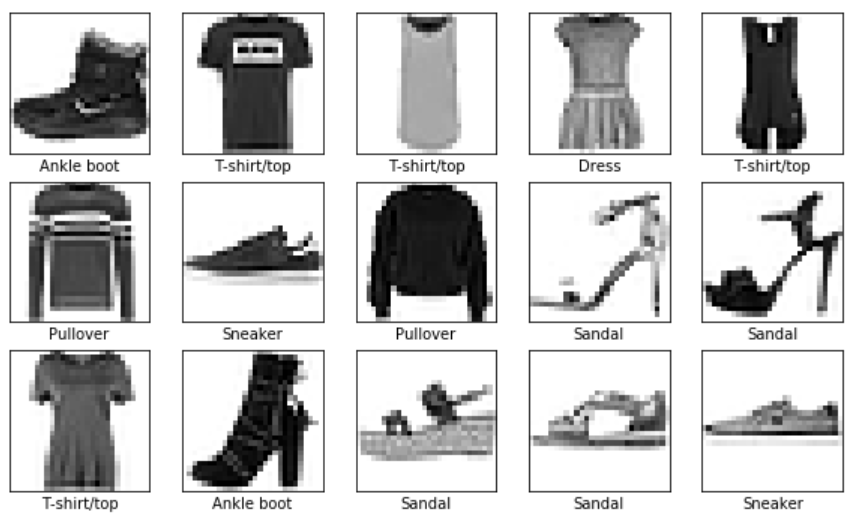 Ankle boot
T-shirt/top
T-shirt/top
Dress
T-shirt/top
Pullover
Sneaker
Pullover
Sandal
Sandal
T-shirt/top
Ankle boot
Sandal
Sandal
Sneaker